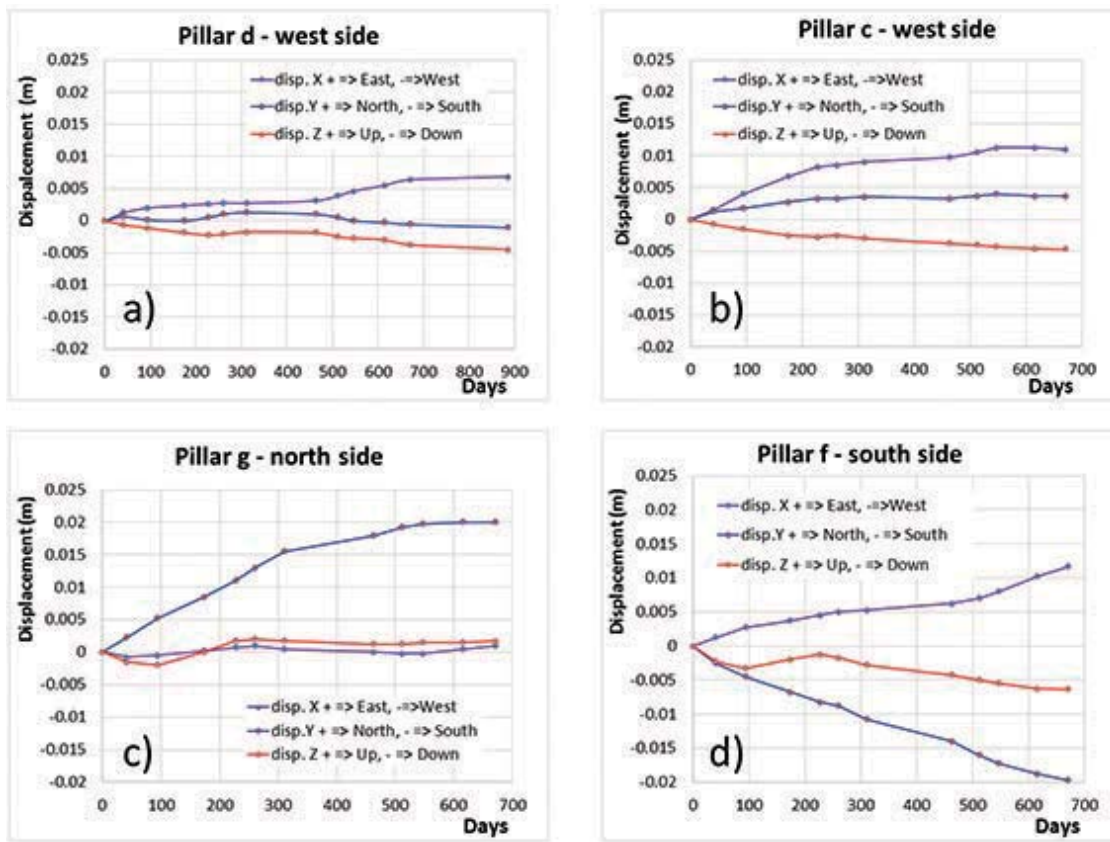 Pillar d - west side
Dispalcement (m)
0.025
0.02
0.015
0.01
0.005
0
-0.005
-0.01
-0.015
-0.02
disp. X + => East, -=>West
disp.Y + => North, - => South
disp. Z + => Up, - => Down
a)
0 100 200 300 400 500 600 700 800 900
Days
Pillar c - west side
Displacement (m)
0.025
0.02
0.015
0.01
0.005
0
-0.005
-0.01
-0.015
-0.02
disp. X + => East, -=>West
disp.Y + => North, - => South
disp. Z + => Up, - => Down
b)
0 100 200 300 400 500 600 700
Days
Pillar g - north side
Displacement (m)
0.025
0.02
0.015
0.01
0.005
0
-0.005
-0.01
-0.015
-0.02
disp. X + => East, -=>West
disp.Y + => North, - => South
disp. Z + => Up, - => Down
c)
0 100 200 300 400 500 600 700
Days
Pillar f - south side
Displacement (m)
0.025
0.02
0.015
0.01
0.005
0
-0.005
-0.01
-0.015
-0.02
disp. X + => East, -=>West
disp.Y + => North, - => South
disp. Z + => Up, - => Down
d)
0 100 200 300 400 500 600 700
Days